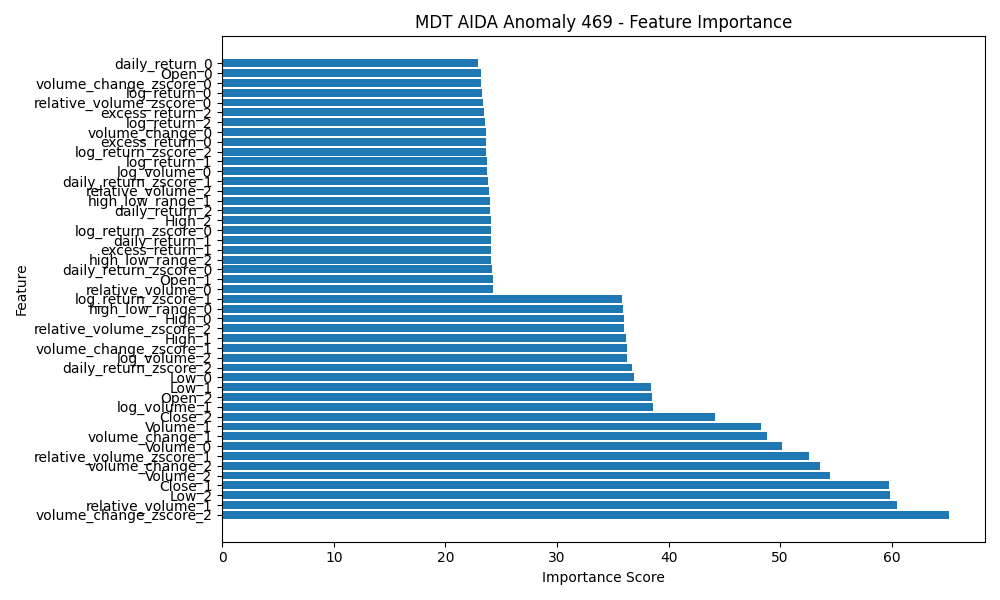 MDT AIDA Anomaly 469 - Feature Importance
daily_return_0
Open_0
volume_change_zscore_0
log_return_0
relative_volume_zscore_0
excess_return_2
log_return_2
volume_change_0
excess_return_0
log_return_zscore_2
log_return_1
log_volume_0
daily_return_zscore_1
relative_volume_2
high_low_range_1
daily_return_2
High_2
log_return_zscore_0
daily_return_1
excess_return_1
high_low_range_2
daily_return_zscore_0
Open_1
relative_volume_0
log_return_zscore_1
high_low_range_0
High_0
relative_volume_zscore_2
High_1
volume_change_zscore_1
log_volume_2
daily_return_zscore_2
Low_0
Low_1
Open_2
log_volume_1
Close_2
Volume_1
volume_change_1
Volume_0
relative_volume_zscore_1
volume_change_2
Volume_2
Close_1
Low_2
relative_volume_1
volume_change_zscore_2
Feature
0 10 20 30 40 50 60
Importance Score